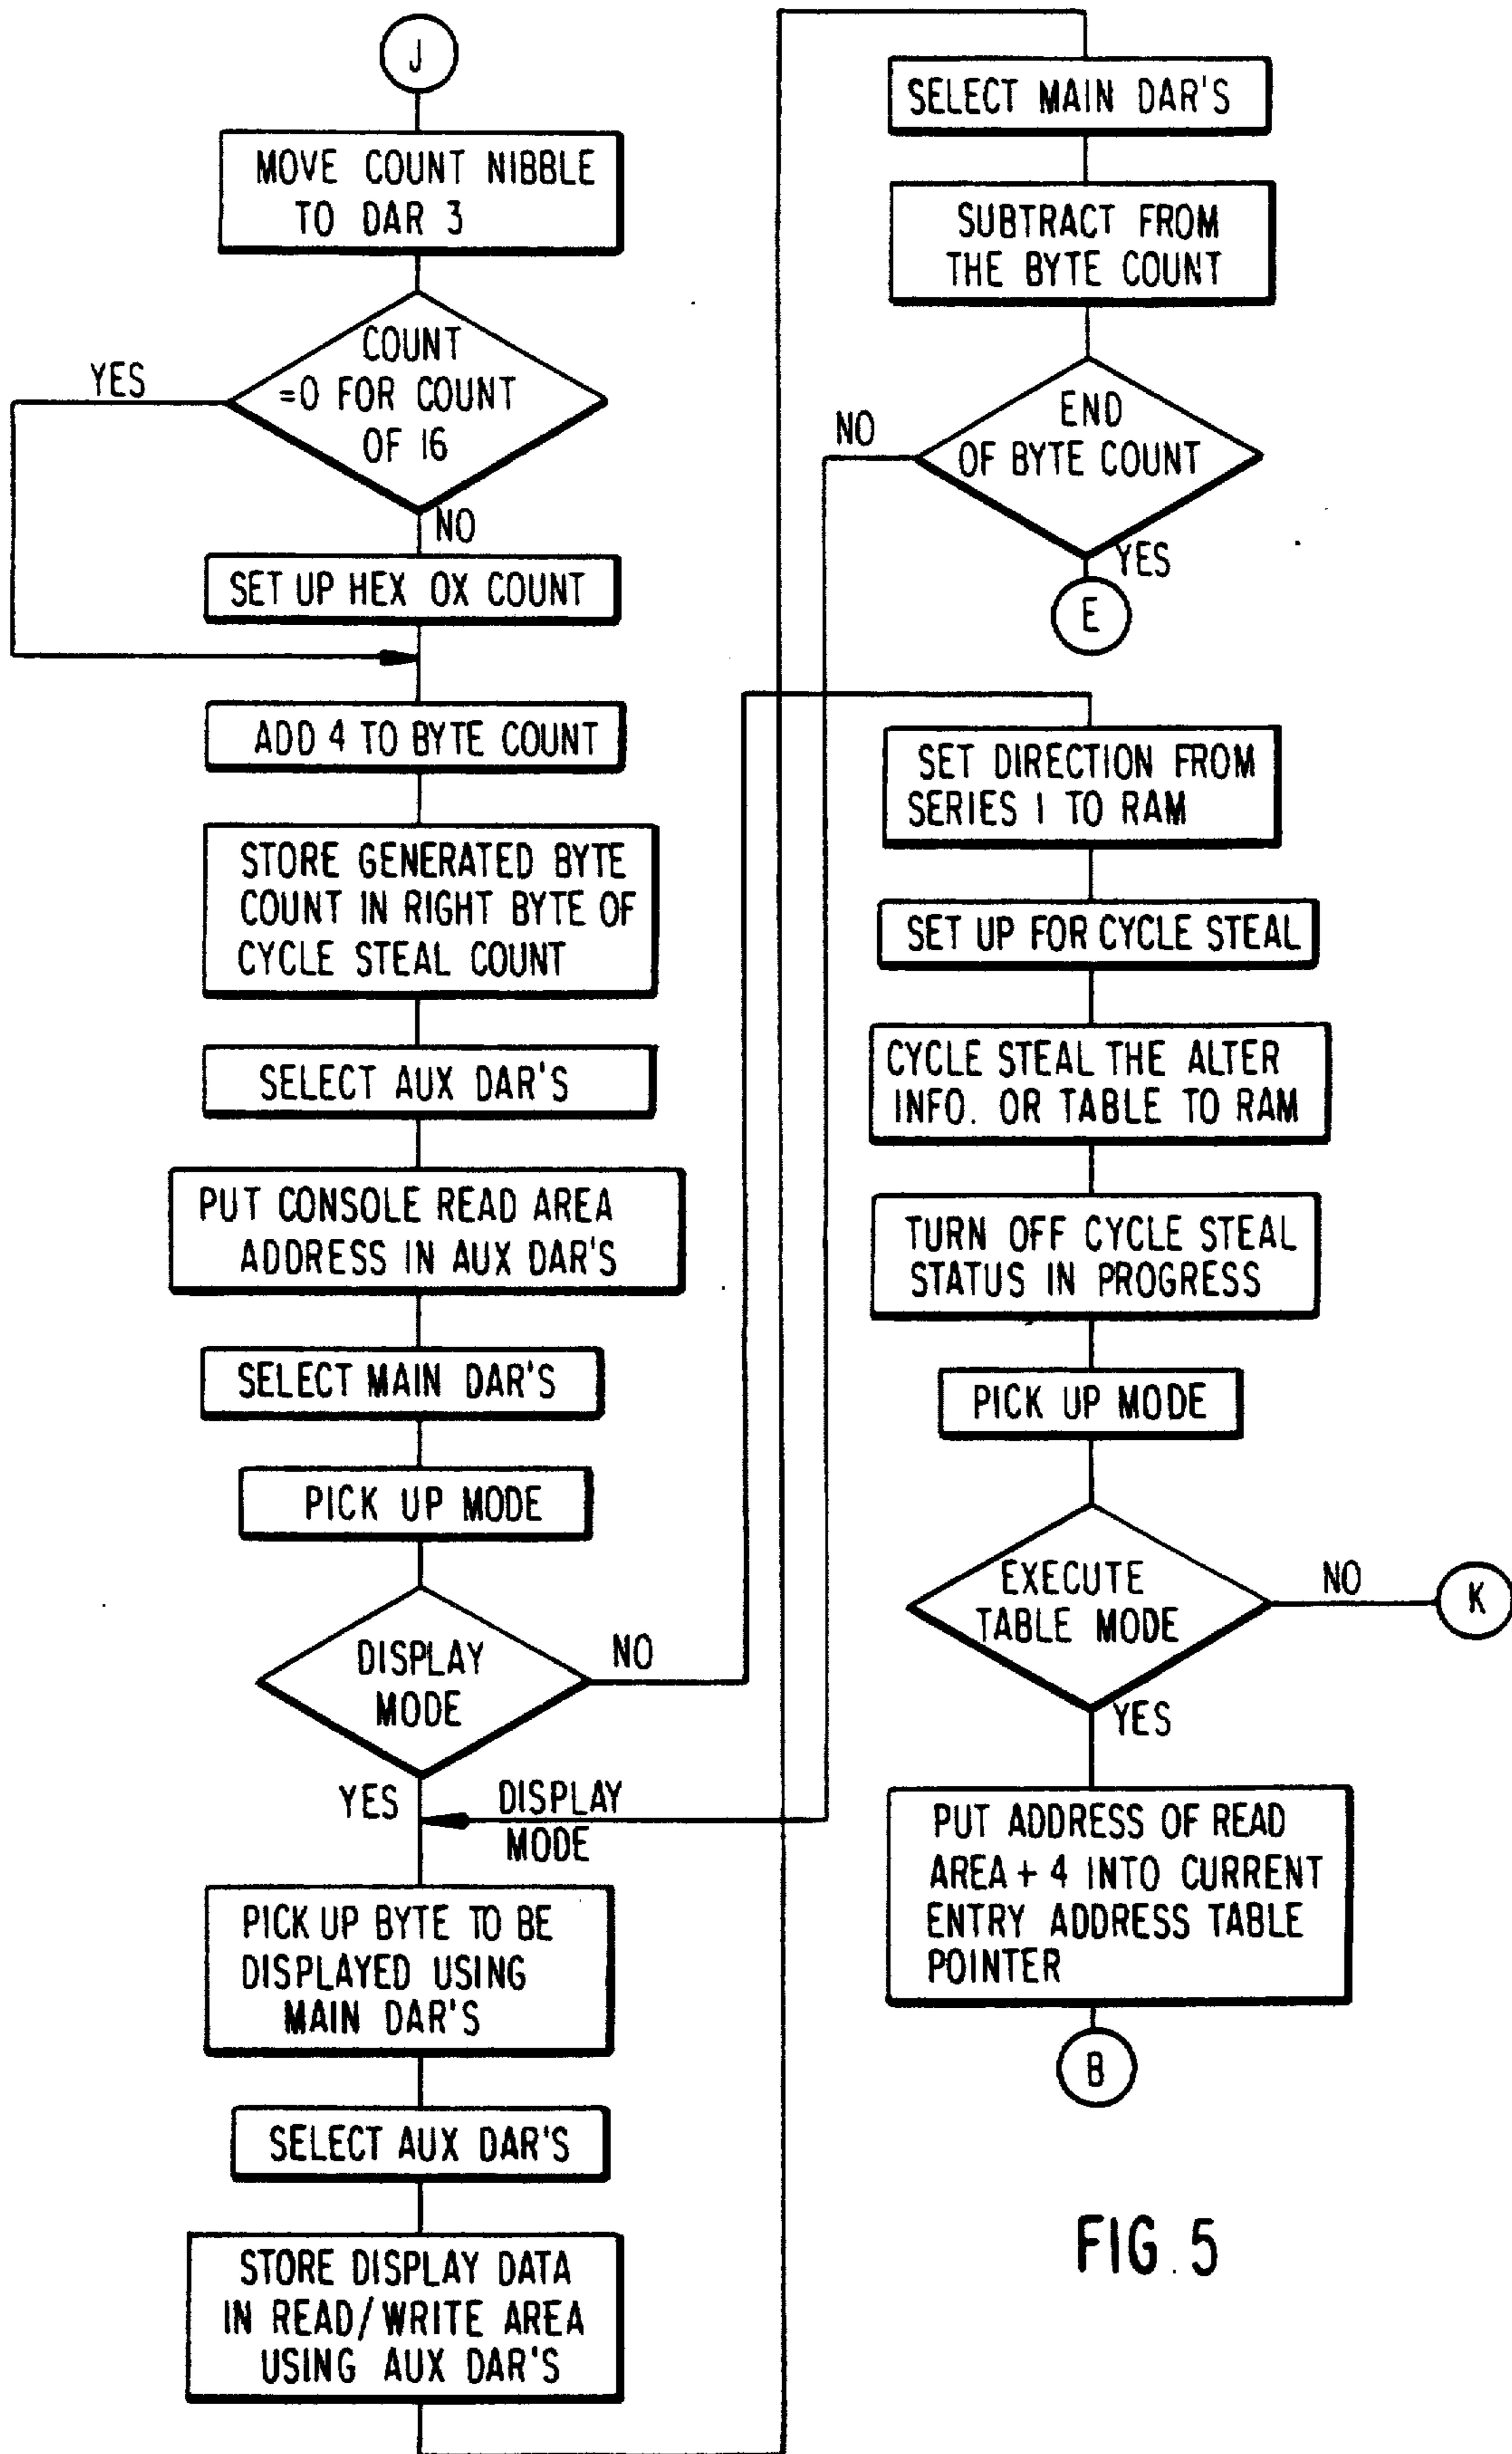 J
MOVE COUNT NIBBLE
TO DAR 3
COUNT
=0 FOR COUNT
OF 16
YES
NO
SET UP HEX OX COUNT
ADD 4 TO BYTE COUNT
STORE GENERATED BYTE
COUNT IN RIGHT BYTE OF
CYCLE STEAL COUNT
SELECT AUX DAR'S
PUT CONSOLE READ AREA
ADDRESS IN AUX DAR'S
SELECT MAIN DAR'S
PICK UP MODE
DISPLAY
MODE
NO
YES
DISPLAY
MODE
PICK UP BYTE TO BE
DISPLAYED USING
MAIN DAR'S
SELECT AUX DAR'S
STORE DISPLAY DATA
IN READ/WRITE AREA
USING AUX DAR'S
SELECT MAIN DAR'S
SUBTRACT FROM
THE BYTE COUNT
END
OF BYTE COUNT
NO
YES
E
SET DIRECTION FROM
SERIES 1 TO RAM
SET UP FOR CYCLE STEAL
CYCLE STEAL THE ALTER
INFO. OR TABLE TO RAM
TURN OFF CYCLE STEAL
STATUS IN PROGRESS
PICK UP MODE
EXECUTE
TABLE MODE
NO
K
YES
PUT ADDRESS OF READ
AREA + 4 INTO CURRENT
ENTRY ADDRESS TABLE
POINTER
B
FIG. 5